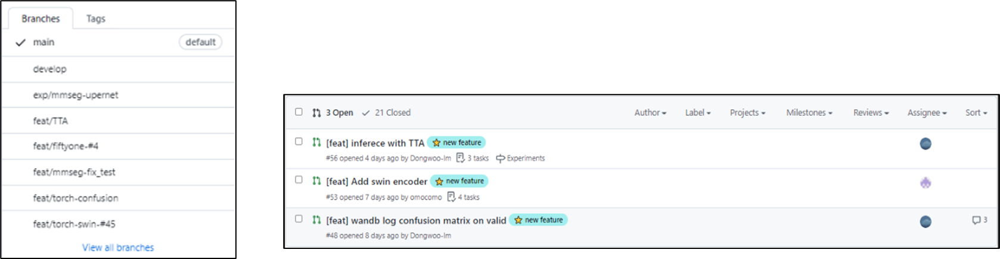 Branches Tags
main default
develop
exp/mmseg-upernet
feat/TTA
feat/fiftyone-#4
feat/mmseg-fix_test
feat/torch-confusion
feat/torch-swin-#45
View all branches
3 Open 21 Closed Author Label Projects Milestones Reviews Assignee Sort
[feat] inferece with TTA new feature
#56 opened 4 days ago by Dongwoo-Im 3 tasks Experiments
[feat] Add swin encoder new feature
#53 opened 7 days ago by omocomo 4 tasks
[feat] wandb log confusion matrix on valid new feature 3
#48 opened 8 days ago by Dongwoo-Im